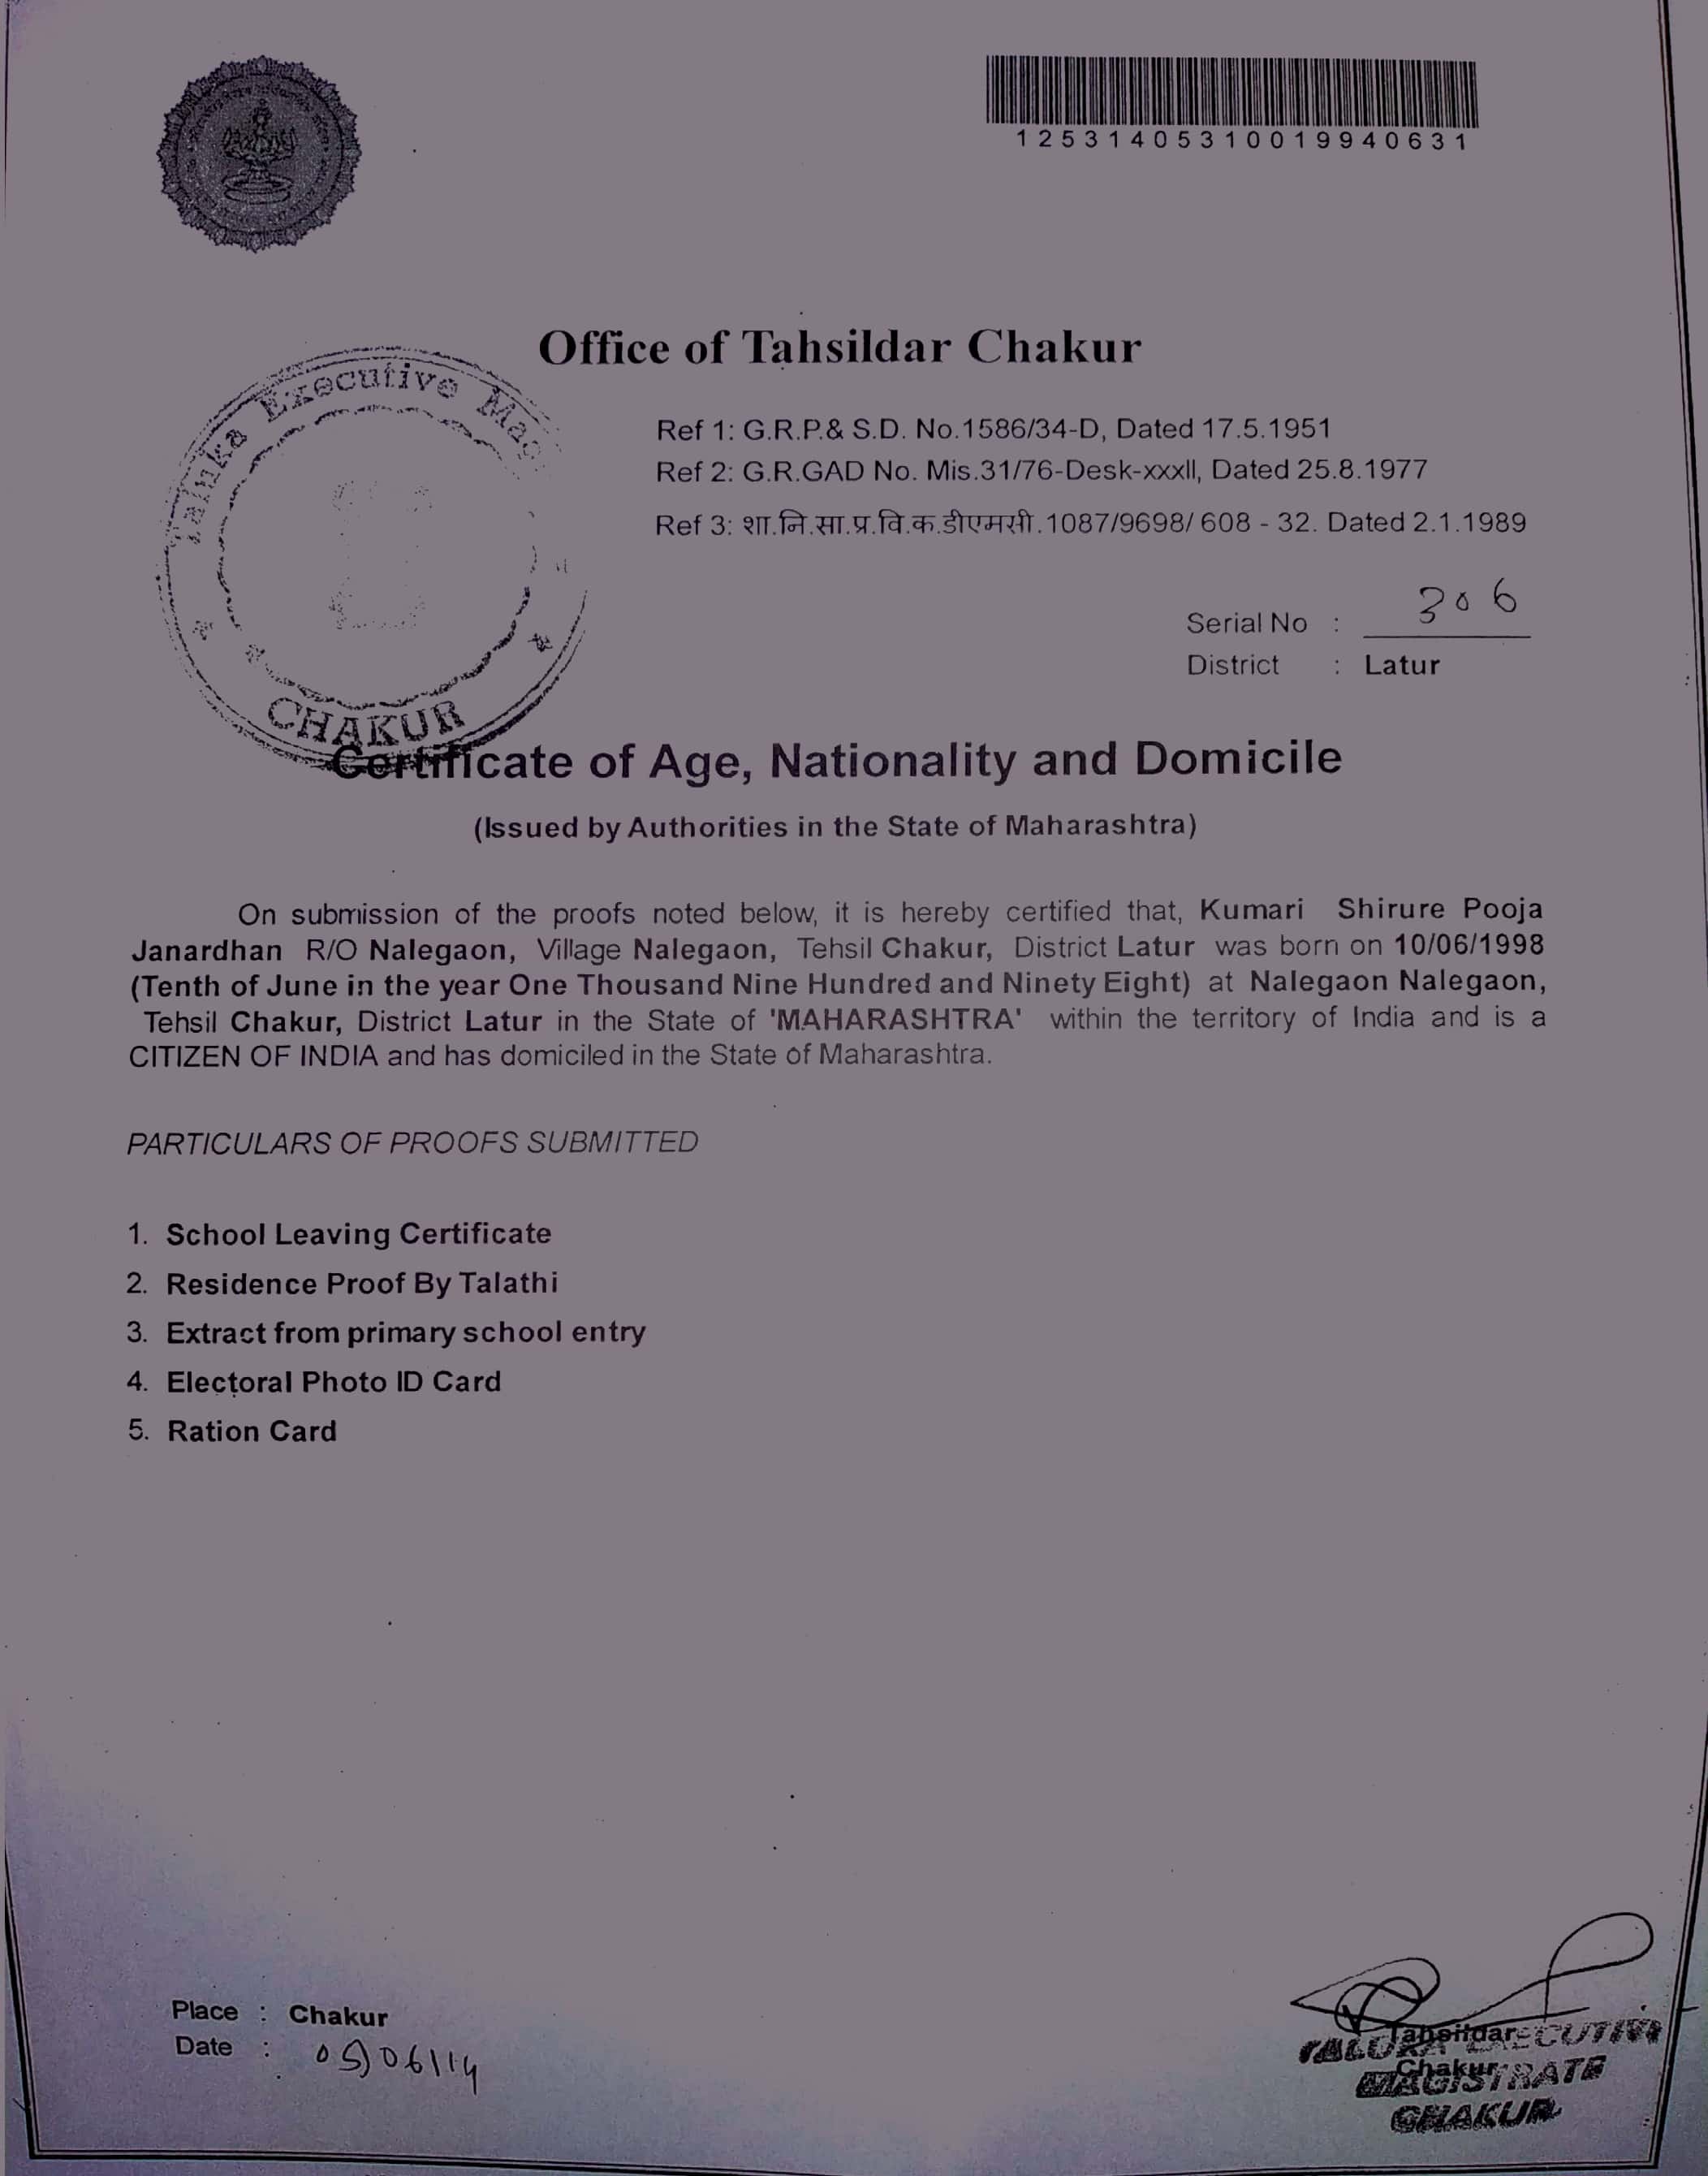 12531405310019940631
Office of Tahsildar Chakur
Taluka Executive Mag
CHAKUR
Ref 1: G.R.P.& S.D. No.1586/34-D, Dated 17.5.1951
Ref 2: G.R.GAD No. Mis.31/76-Desk-xxxII, Dated 25.8.1977
Ref 3: शा.नि.सा.प्र.वि.क.डीएमसी.1087/9698/ 608 - 32. Dated 2.1.1989
Serial No : 306
District : Latur
Certificate of Age, Nationality and Domicile
(Issued by Authorities in the State of Maharashtra)
On submission of the proofs noted below, it is hereby certified that, Kumari Shirure Pooja
Janardhan R/O Nalegaon, Village Nalegaon, Tehsil Chakur, District Latur was born on 10/06/1998
(Tenth of June in the year One Thousand Nine Hundred and Ninety Eight) at Nalegaon Nalegaon,
Tehsil Chakur, District Latur in the State of 'MAHARASHTRA' within the territory of India and is a
CITIZEN OF INDIA and has domiciled in the State of Maharashtra.
PARTICULARS OF PROOFS SUBMITTED
1. School Leaving Certificate
2. Residence Proof By Talathi
3. Extract from primary school entry
4. Electoral Photo ID Card
5. Ration Card
Place : Chakur
Date : 05/06/14
Tahsildar
Chakur
TALUKA EXECUTIVE
MAGISTRATE
CHAKUR